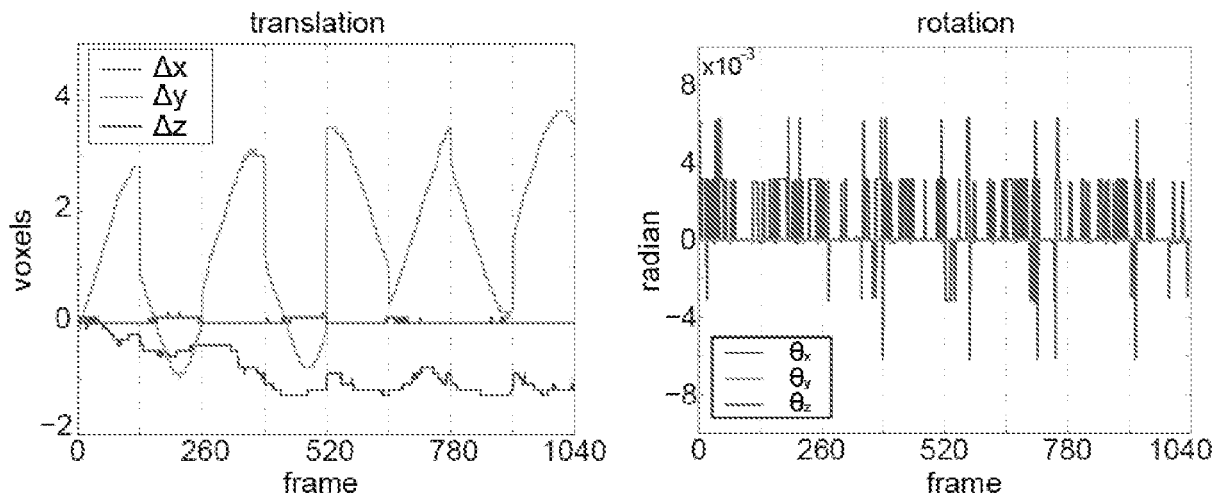 translation
Δx
Δy
Δz
4
2
0
−2
voxels
0 260 520 780 1040
frame
rotation
×10⁻³
8
4
0
−4
−8
radian
θx
θy
θz
0 260 520 780 1040
frame